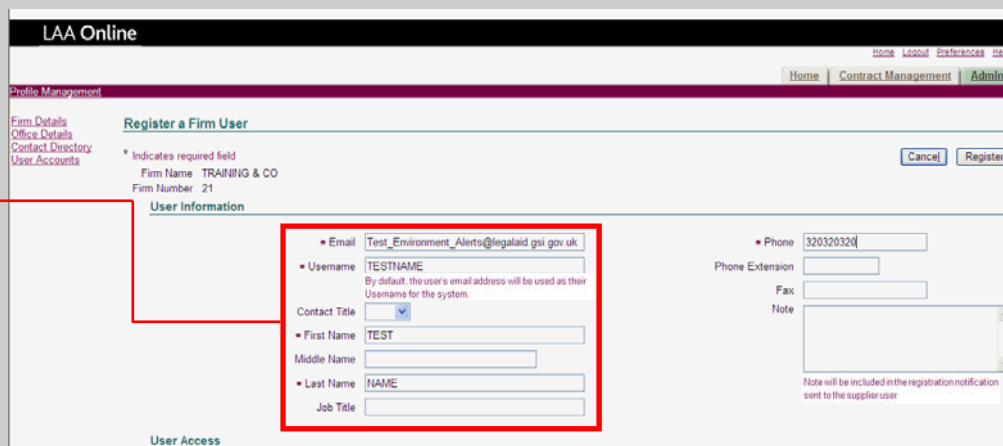 LAA Online
Home Logout Preferences
Home Contract Management Admin
Profile Management
Firm Details
Office Details
Contact Directory
User Accounts
Register a Firm User
* Indicates required field
Cancel Register
Firm Name TRAINING & CO
Firm Number 21
User Information
* Email Test_Environment_Alerts@legalaid.gsi.gov.uk
* Username TESTNAME
By default, the user's email address will be used as their
Username for the system.
Contact Title
* First Name TEST
Middle Name
* Last Name NAME
Job Title
* Phone 320320320
Phone Extension
Fax
Note
Note will be included in the registration notification
sent to the supplier user
User Access